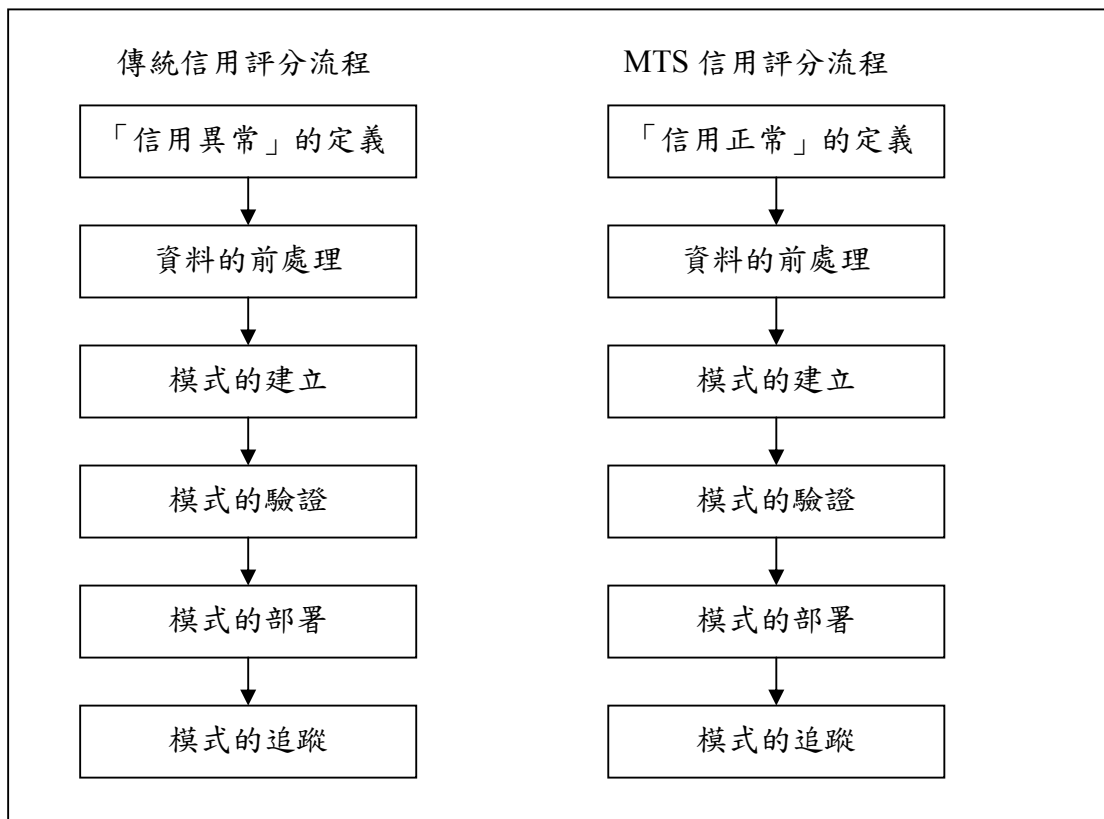 傳統信用評分流程
「信用異常」的定義
資料的前處理
模式的建立
模式的驗證
模式的部署
模式的追蹤
MTS 信用評分流程
「信用正常」的定義
資料的前處理
模式的建立
模式的驗證
模式的部署
模式的追蹤